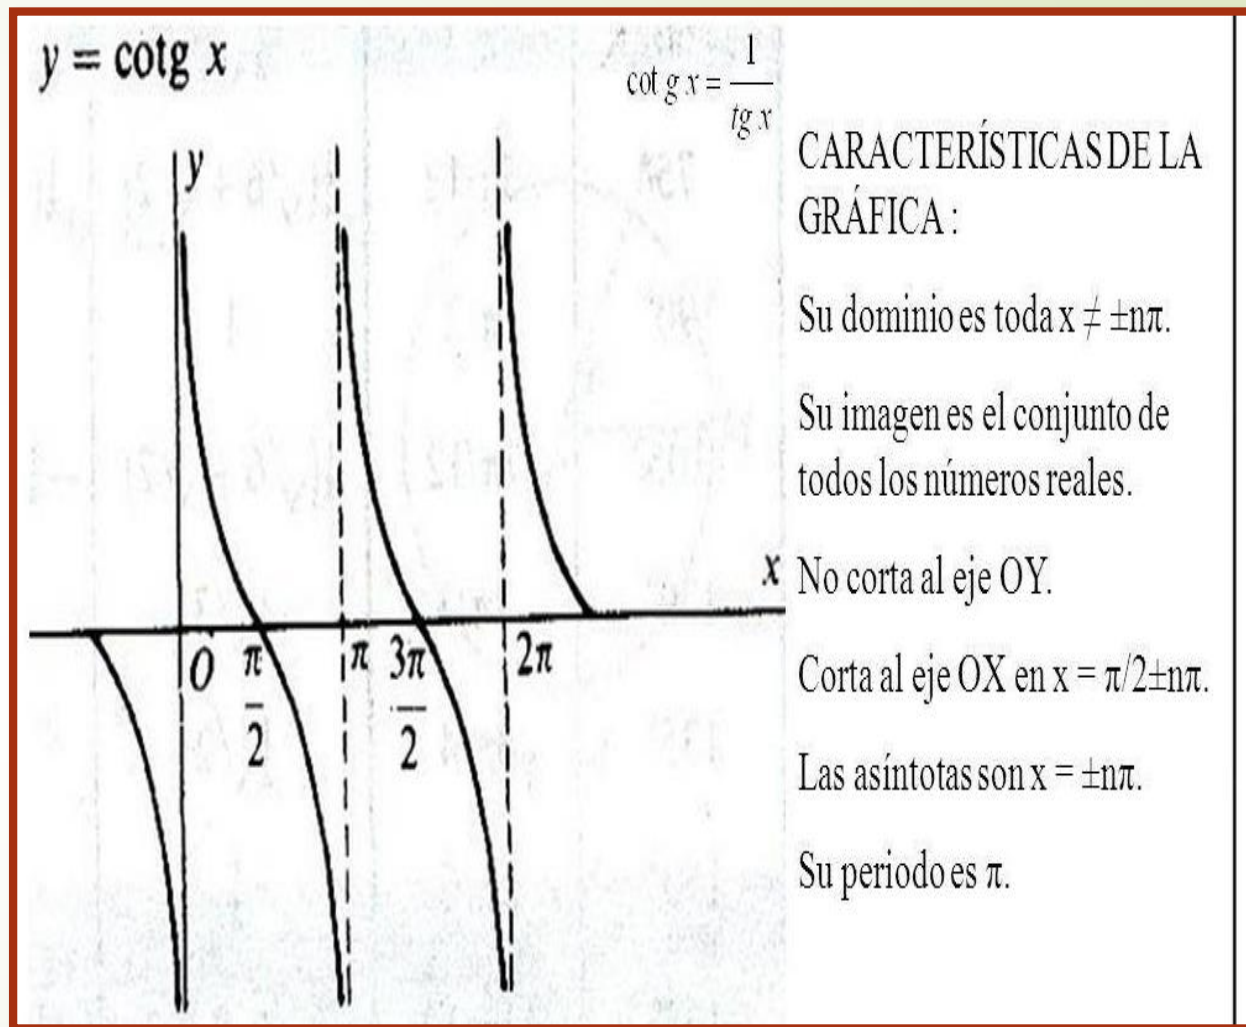 y = cotg x
cot g x = 1/tg x
y
x
O π/2 π 3π/2 2π
CARACTERÍSTICAS DE LA
GRÁFICA :
Su dominio es toda x ≠ ±nπ.
Su imagen es el conjunto de
todos los números reales.
No corta al eje OY.
Corta al eje OX en x = π/2±nπ.
Las asíntotas son x = ±nπ.
Su periodo es π.